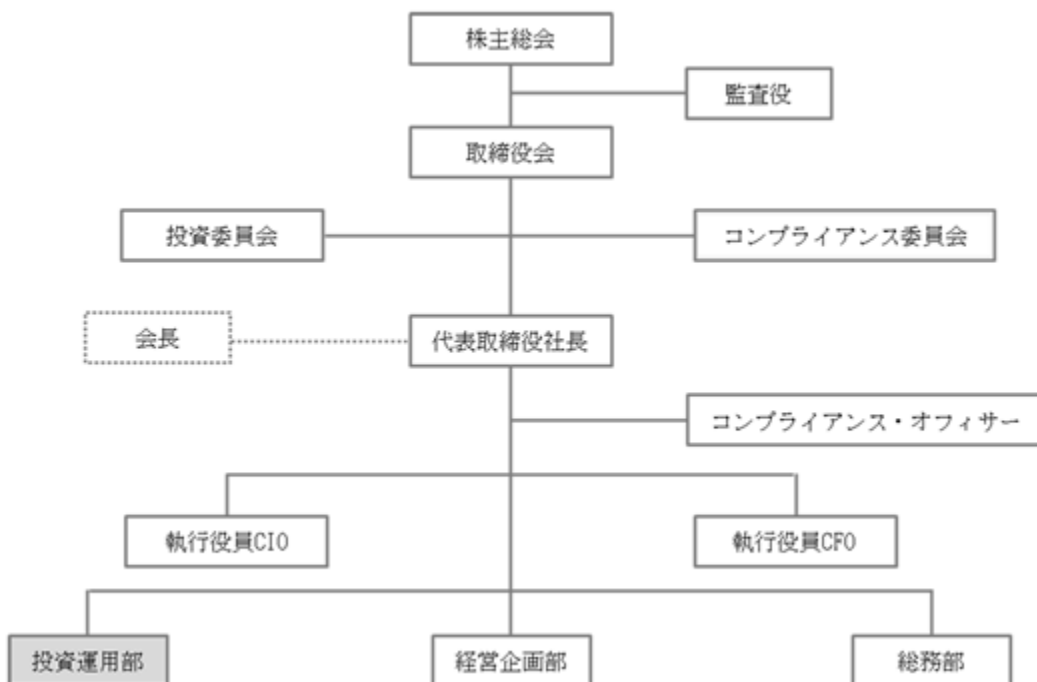 株主総会
監査役
取締役会
投資委員会
コンプライアンス委員会
会長
代表取締役社長
コンプライアンス・オフィサー
執行役員CIO
執行役員CFO
投資運用部
経営企画部
総務部